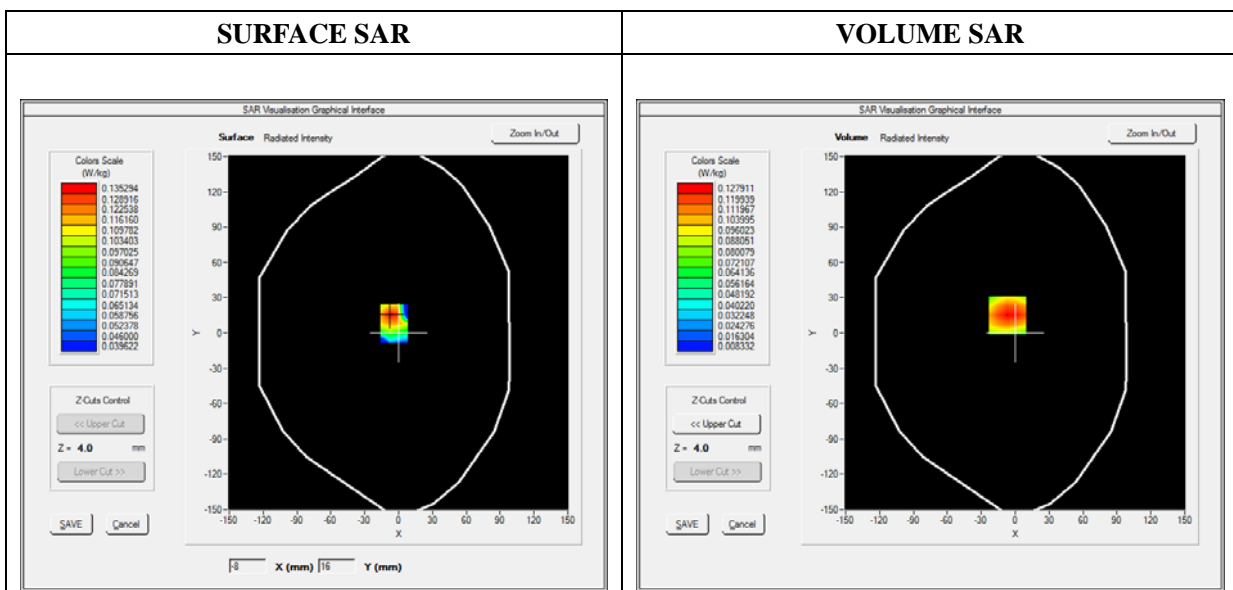 SURFACE SAR
VOLUME SAR
SAR Visualisation Graphical Interface
Surface Radiated Intensity
Zoom In/Out
Colors Scale
(W/kg)
0.135294
0.128916
0.122538
0.116160
0.109782
0.103403
0.097025
0.090647
0.084269
0.077891
0.071513
0.065134
0.058756
0.052378
0.046000
0.039622
Z-Cuts Control
<< Upper Cut
Z = 4.0 mm
Lower Cut >>
SAVE Cancel
150
120
90
60
30
0
-30
-60
-90
-120
-150
Y
-150 -120 -90 -60 -30 0 30 60 90 120 150
X
-8 X (mm) 16 Y (mm)
SAR Visualisation Graphical Interface
Volume Radiated Intensity
Zoom In/Out
Colors Scale
(W/kg)
0.127911
0.119939
0.111967
0.103995
0.096023
0.088051
0.080079
0.072107
0.064136
0.056164
0.048192
0.040220
0.032248
0.024276
0.016304
0.008332
Z-Cuts Control
<< Upper Cut
Z = 4.0 mm
Lower Cut >>
SAVE Cancel
150
120
90
60
30
0
-30
-60
-90
-120
-150
Y
-150 -120 -90 -60 -30 0 30 60 90 120 150
X